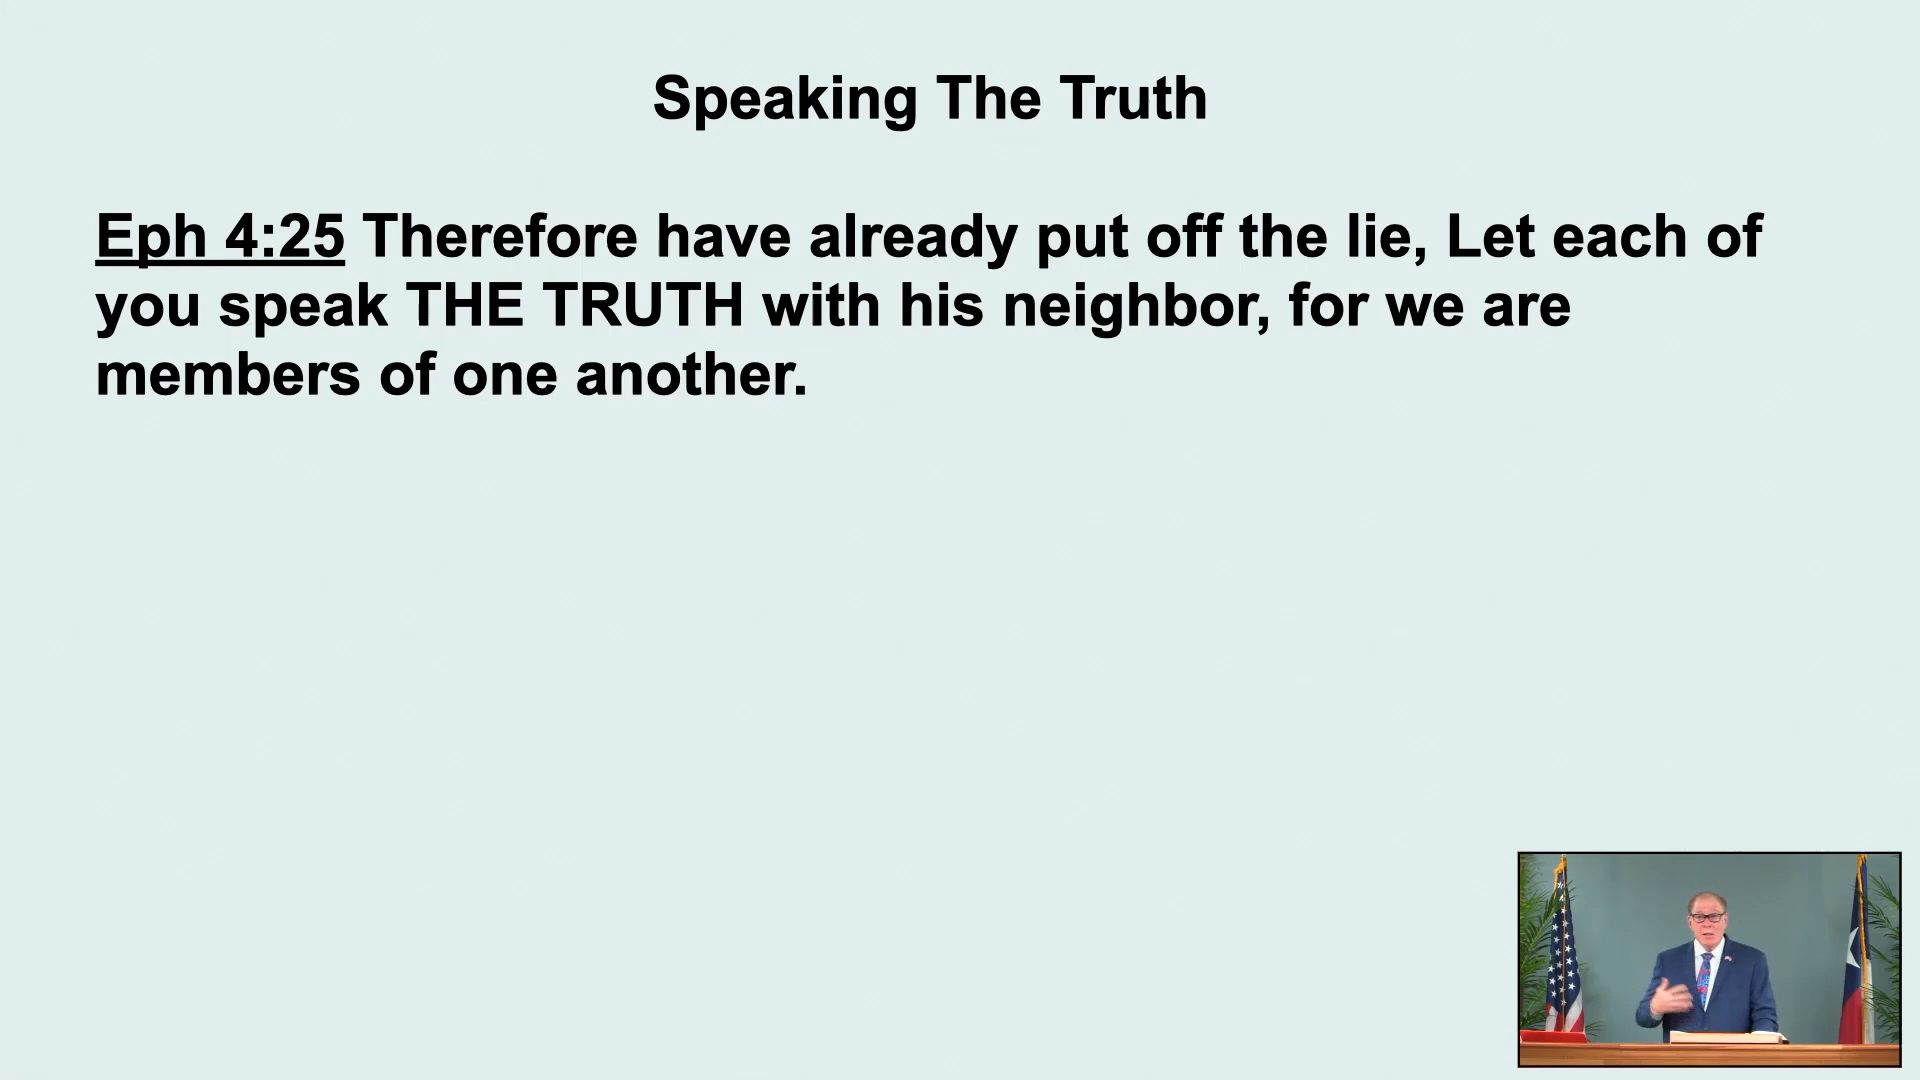 Speaking The Truth
Eph 4:25 Therefore have already put off the lie, Let each of
you speak THE TRUTH with his neighbor, for we are
members of one another.